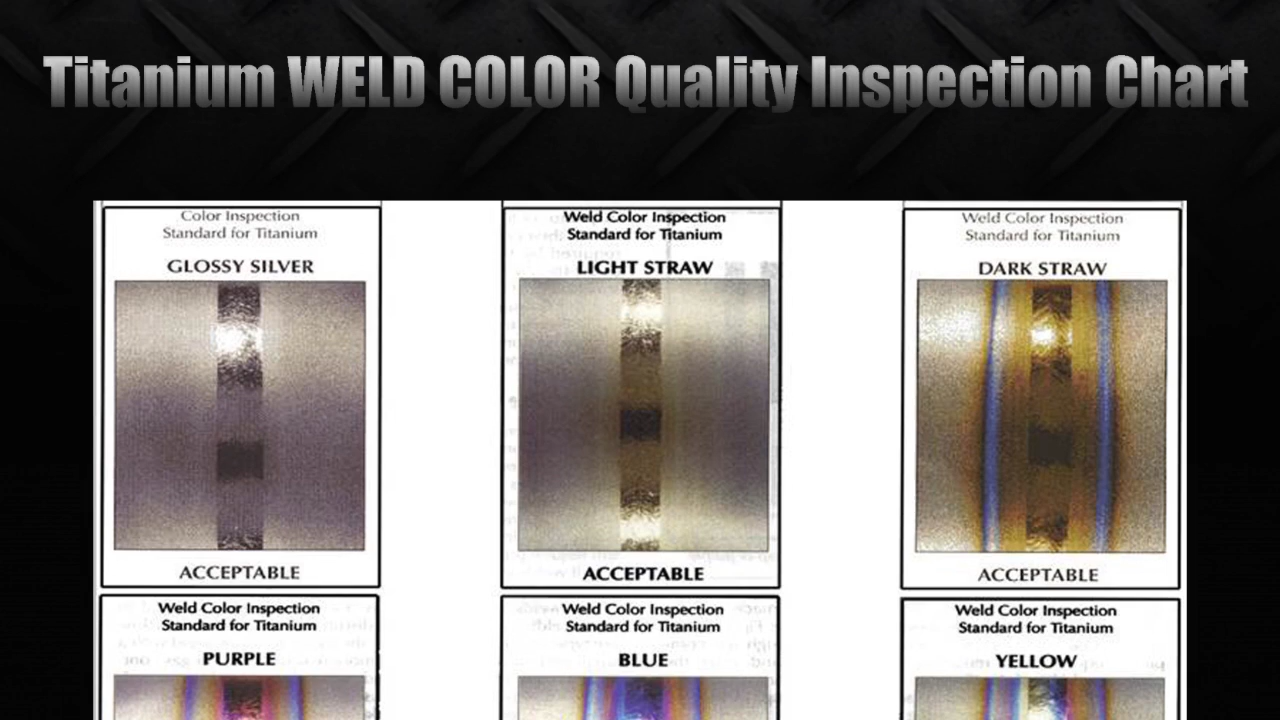 Titanium WELD COLOR Quality Inspection Chart
Color Inspection
Standard for Titanium
GLOSSY SILVER
ACCEPTABLE
Weld Color Inspection
Standard for Titanium
LIGHT STRAW
ACCEPTABLE
Weld Color Inspection
Standard for Titanium
DARK STRAW
ACCEPTABLE
Weld Color Inspection
Standard for Titanium
PURPLE
Weld Color Inspection
Standard for Titanium
BLUE
Weld Color Inspection
Standard for Titanium
YELLOW